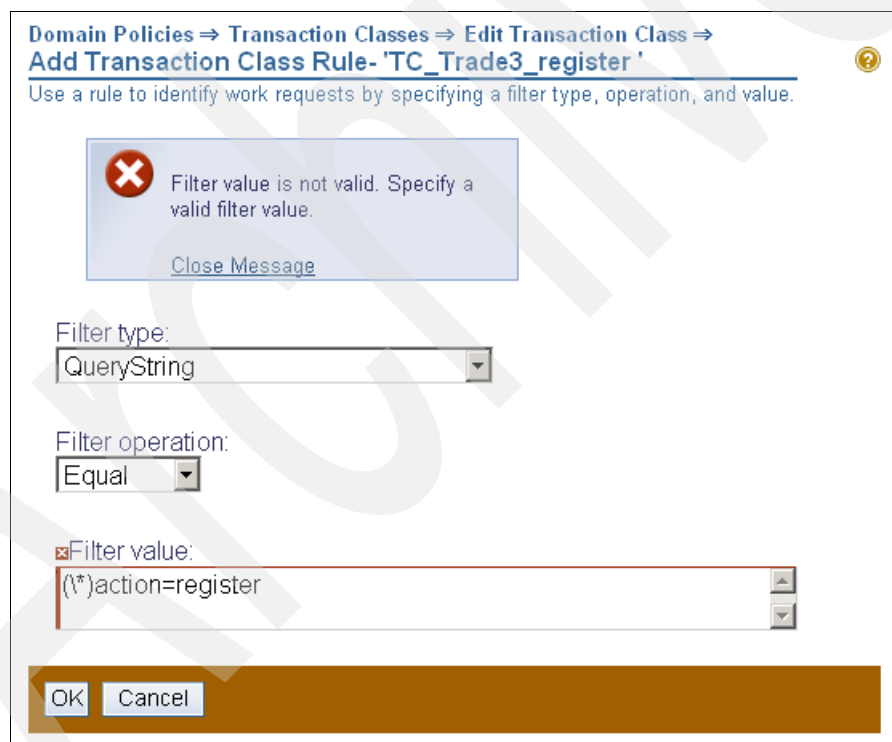 Domain Policies ⇒ Transaction Classes ⇒ Edit Transaction Class ⇒
Add Transaction Class Rule- 'TC_Trade3_register '
?
Use a rule to identify work requests by specifying a filter type, operation, and value.
Filter value is not valid. Specify a
valid filter value.
Close Message
Filter type:
QueryString
Filter operation:
Equal
Filter value:
(\*)action=register
OK Cancel